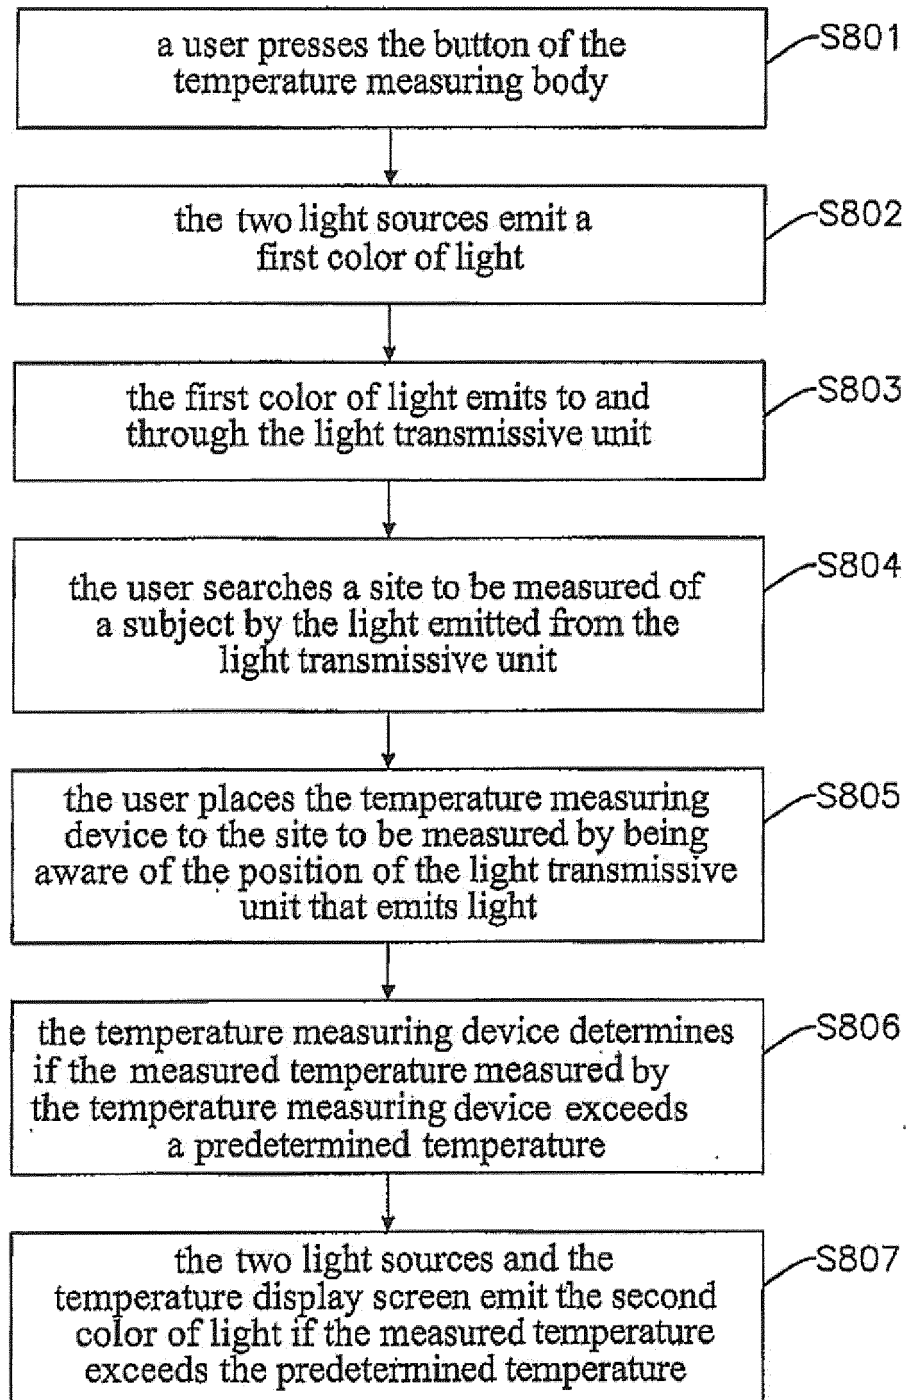 a user presses the button of the
temperature measuring body
S801
the two light sources emit a
first color of light
S802
the first color of light emits to and
through the light transmissive unit
S803
the user searches a site to be measured of
a subject by the light emitted from the
light transmissive unit
S804
the user places the temperature measuring
device to the site to be measured by being
aware of the position of the light transmissive
unit that emits light
S805
the temperature measuring device determines
if the measured temperature measured by
the temperature measuring device exceeds
a predetermined temperature
S806
the two light sources and the
temperature display screen emit the second
color of light if the measured temperature
exceeds the predetermined temperature
S807